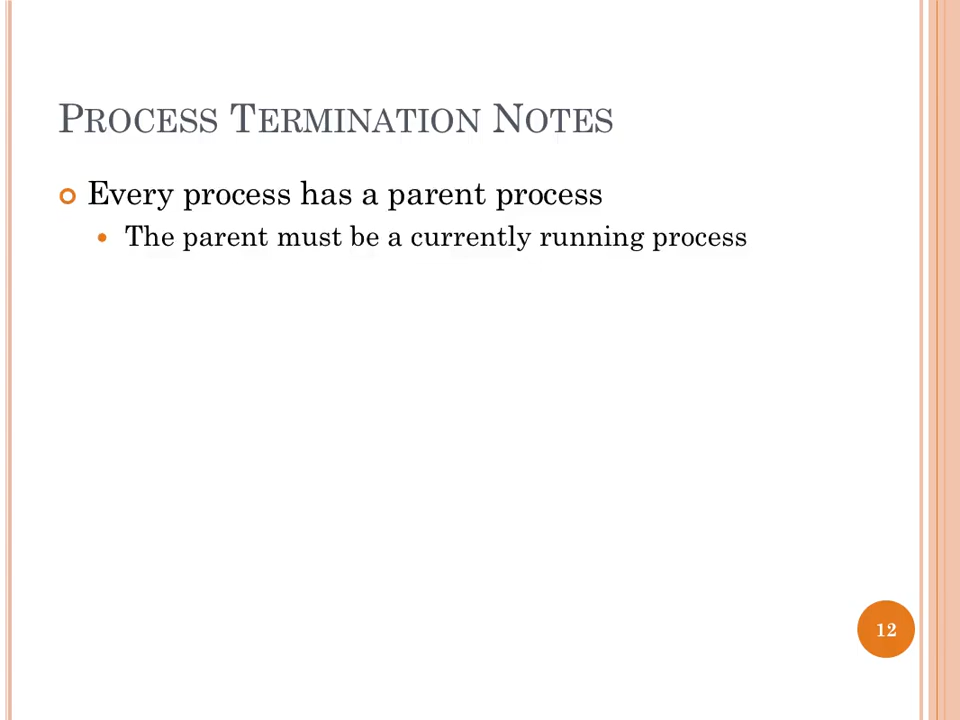 PROCESS TERMINATION NOTES
Every process has a parent process
The parent must be a currently running process
12